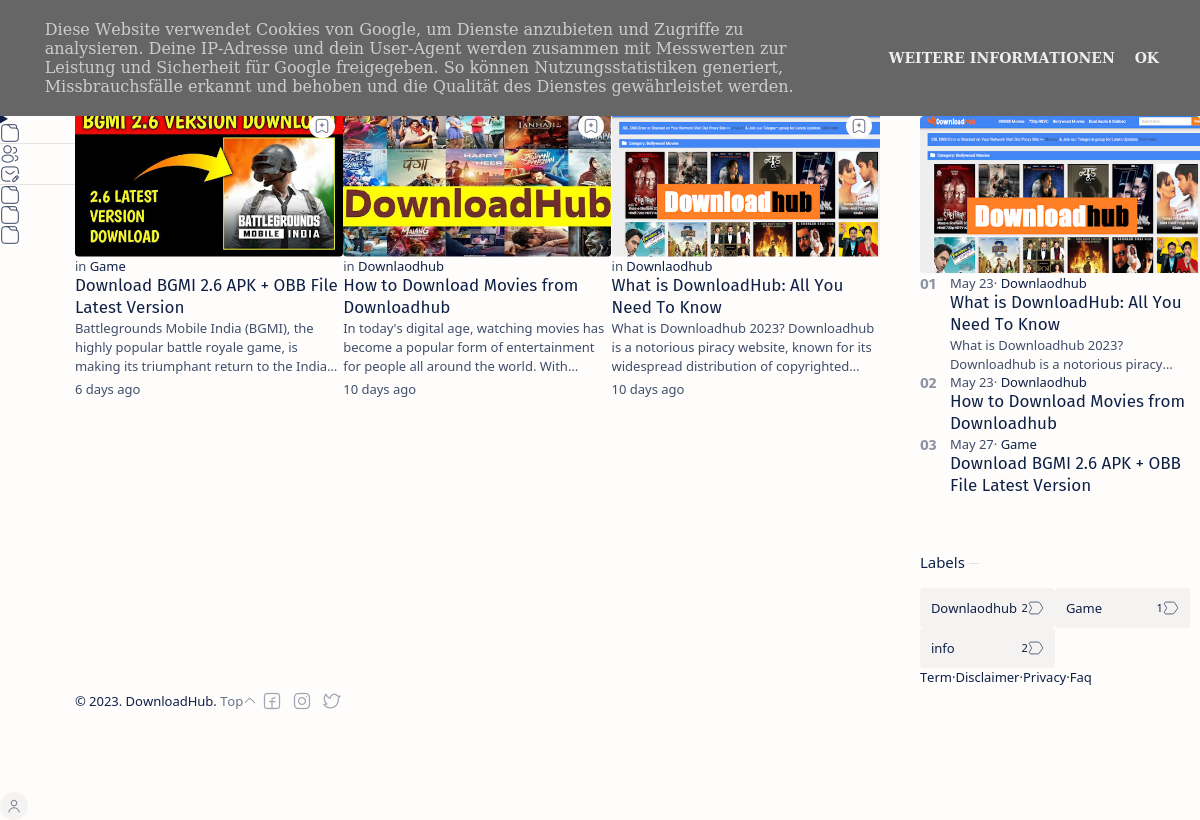 Diese Website verwendet Cookies von Google, um Dienste anzubieten und Zugriffe zu
analysieren. Deine IP-Adresse und dein User-Agent werden zusammen mit Messwerten zur
Leistung und Sicherheit für Google freigegeben. So können Nutzungsstatistiken generiert,
Missbrauchsfälle erkannt und behoben und die Qualität des Dienstes gewährleistet werden.
WEITERE INFORMATIONEN OK
BGMI 2.6 VERSION DOWNLO
2.6 LATEST
VERSION
DOWNLOAD
BATTLEGROUNDS
MOBILE INDIA
in Game
Download BGMI 2.6 APK + OBB File
Latest Version
Battlegrounds Mobile India (BGMI), the
highly popular battle royale game, is
making its triumphant return to the India...
6 days ago
DownloadHub
in Downlaodhub
How to Download Movies from
Downloadhub
In today's digital age, watching movies has
become a popular form of entertainment
for people all around the world. With...
10 days ago
Category: Bollywood Movies
Downloadhub
in Downlaodhub
What is DownloadHub: All You
Need To Know
What is Downloadhub 2023? Downloadhub
is a notorious piracy website, known for its
widespread distribution of copyrighted...
10 days ago
Downloadhub
Category: Bollywood Movies
Downloadhub
01 May 23· Downlaodhub
What is DownloadHub: All You
Need To Know
What is Downloadhub 2023?
Downloadhub is a notorious piracy...
02 May 23· Downlaodhub
How to Download Movies from
Downloadhub
03 May 27· Game
Download BGMI 2.6 APK + OBB
File Latest Version
Labels
Downlaodhub 2
Game 1
info 2
Term·Disclaimer·Privacy·Faq
© 2023. DownloadHub. Top